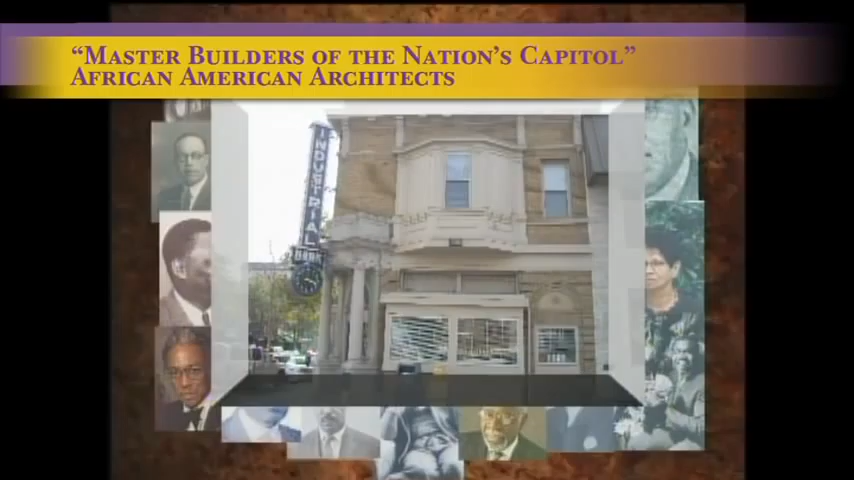 “Master Builders of the Nation’s Capitol”
African American Architects
INDUSTRIAL
BANK